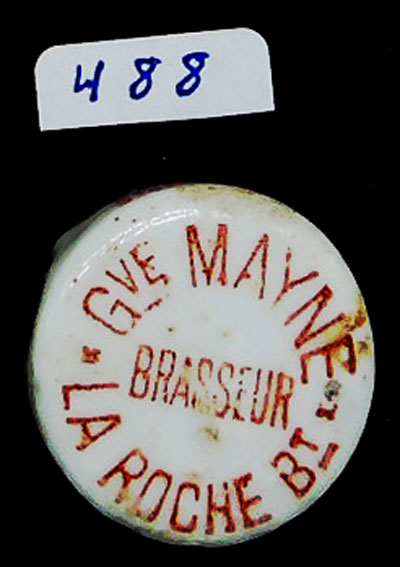 488
Gve MAYNE
BRASSEUR
LA ROCHE Bt